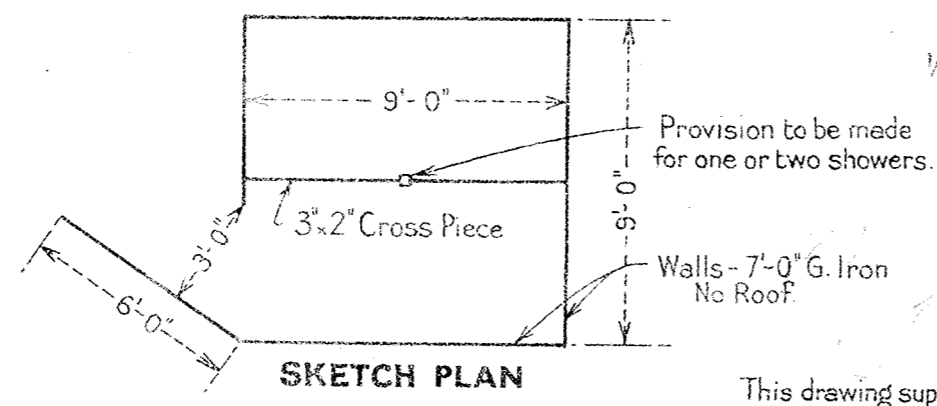 9'-0"
Provision to be made
for one or two showers.
9'-0"
3"x2" Cross Piece
3'-0"
Walls - 7'-0" G. Iron
No Roof.
6'-0"
SKETCH PLAN
This drawing sup